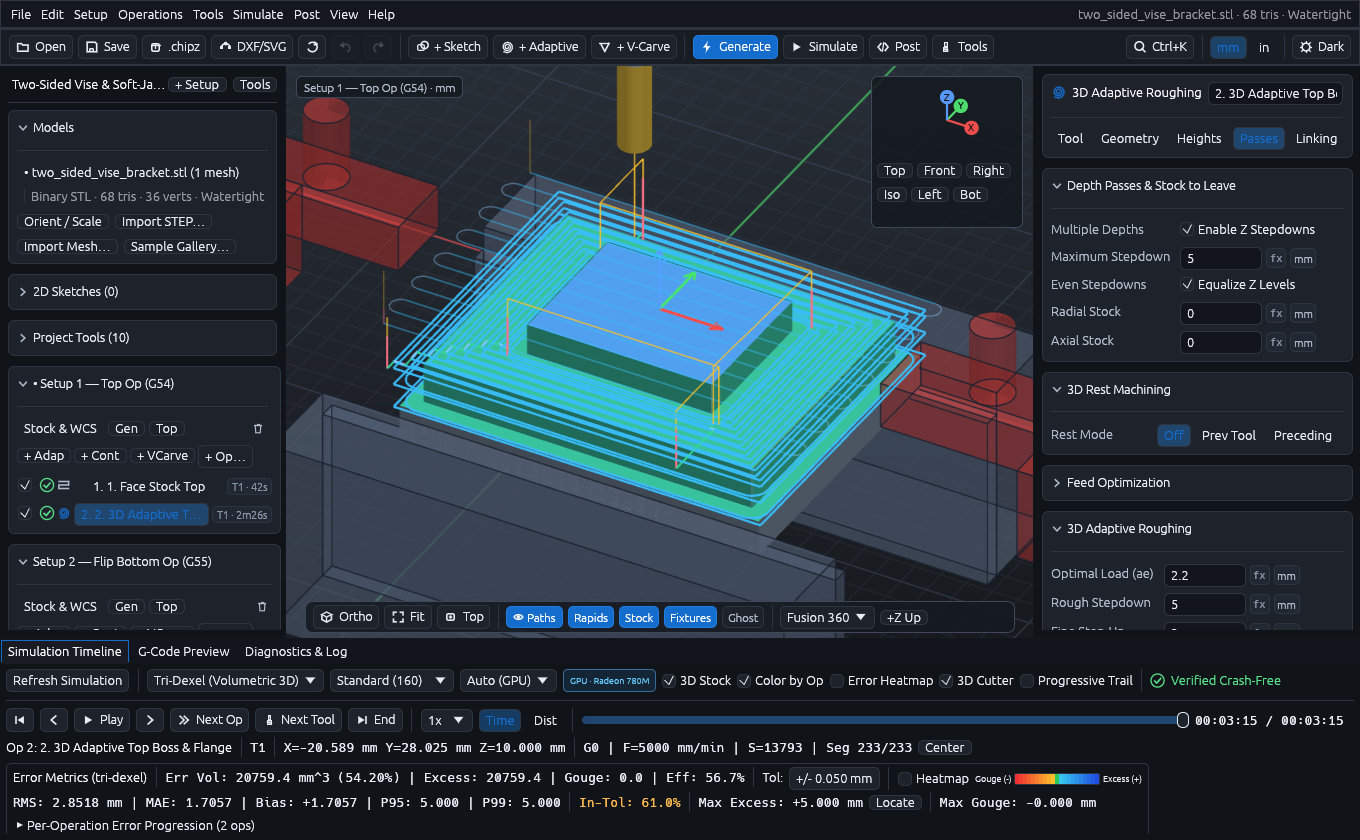 File Edit Setup Operations Tools Simulate Post View Help
two_sided_vise_bracket.stl · 68 tris · Watertight
Open Save .chipz DXF/SVG + Sketch + Adaptive + V-Carve Generate Simulate Post Tools Ctrl+K mm in Dark
Two-Sided Vise & Soft-Ja… + Setup Tools
Models
• two_sided_vise_bracket.stl (1 mesh)
Binary STL · 68 tris · 36 verts · Watertight
Orient / Scale Import STEP…
Import Mesh… Sample Gallery…
2D Sketches (0)
Project Tools (10)
• Setup 1 — Top Op (G54)
Stock & WCS Gen Top
+ Adap + Cont + VCarve + Op…
1. 1. Face Stock Top T1 · 42s
2. 2. 3D Adaptive T… T1 · 2m26s
Setup 2 — Flip Bottom Op (G55)
Stock & WCS Gen Top
Setup 1 — Top Op (G54) · mm
Z
Y
X
Top Front Right
Iso Left Bot
Ortho Fit Top Paths Rapids Stock Fixtures Ghost Fusion 360 +Z Up
3D Adaptive Roughing 2. 3D Adaptive Top B
Tool Geometry Heights Passes Linking
Depth Passes & Stock to Leave
Multiple Depths Enable Z Stepdowns
Maximum Stepdown 5 fx mm
Even Stepdowns Equalize Z Levels
Radial Stock 0 fx mm
Axial Stock 0 fx mm
3D Rest Machining
Rest Mode Off Prev Tool Preceding
Feed Optimization
3D Adaptive Roughing
Optimal Load (ae) 2.2 fx mm
Rough Stepdown 5 fx mm
Simulation Timeline G-Code Preview Diagnostics & Log
Refresh Simulation Tri-Dexel (Volumetric 3D) Standard (160) Auto (GPU) GPU · Radeon 780M 3D Stock Color by Op Error Heatmap 3D Cutter Progressive Trail Verified Crash-Free
Play Next Op Next Tool End 1x Time Dist 00:03:15 / 00:03:15
Op 2: 2. 3D Adaptive Top Boss & Flange T1 X=-20.589 mm Y=28.025 mm Z=10.000 mm G0 | F=5000 mm/min | S=13793 | Seg 233/233 Center
Error Metrics (tri-dexel) Err Vol: 20759.4 mm^3 (54.20%) | Excess: 20759.4 | Gouge: 0.0 | Eff: 56.7% Tol: +/- 0.050 mm Heatmap Gouge (-) Excess (+)
RMS: 2.8518 mm | MAE: 1.7057 | Bias: +1.7057 | P95: 5.000 | P99: 5.000 In-Tol: 61.0% Max Excess: +5.000 mm Locate Max Gouge: -0.000 mm
Per-Operation Error Progression (2 ops)